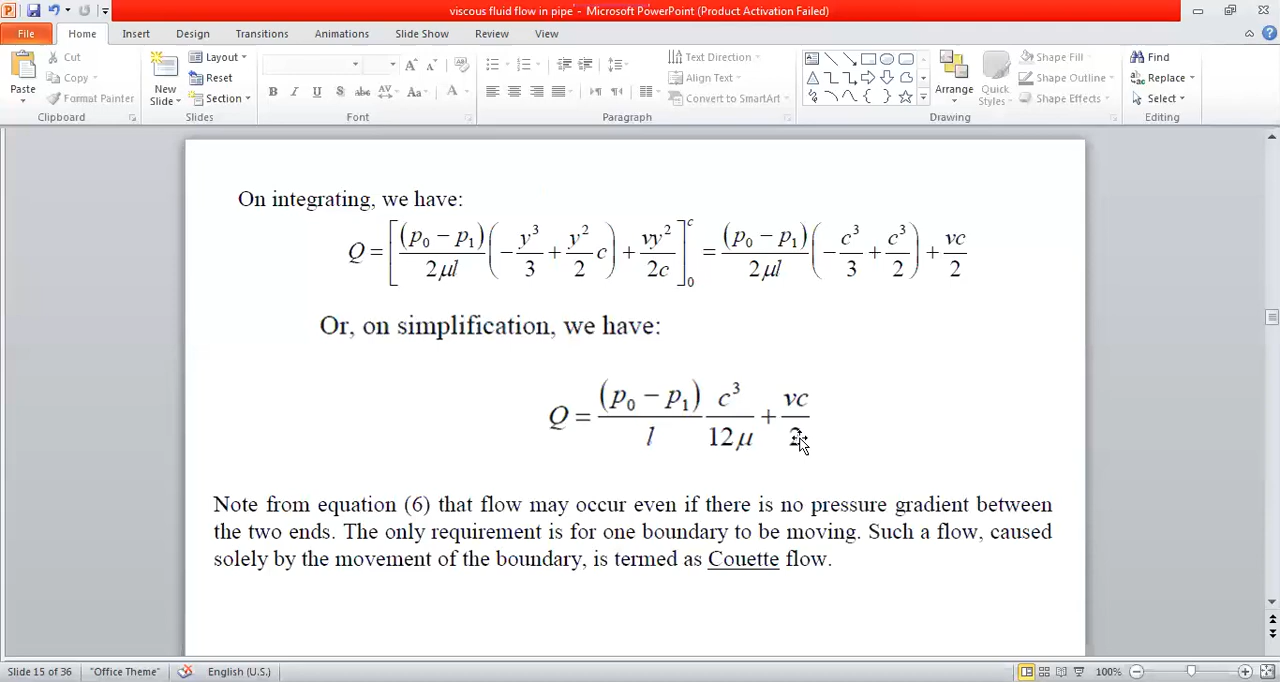 viscous fluid flow in pipe - Microsoft PowerPoint (Product Activation Failed)
File Home Insert Design Transitions Animations Slide Show Review View
Paste
Cut
Copy
Format Painter
Clipboard
New Slide
Layout
Reset
Section
Slides
B I U S abc AV Aa A
Font
Text Direction
Align Text
Convert to SmartArt
Paragraph
Arrange
Quick Styles
Shape Fill
Shape Outline
Shape Effects
Drawing
Find
Replace
Select
Editing
On integrating, we have:
Q = [ (p₀ − p₁)/2μl ( − y³/3 + y²/2 c ) + vy²/2c ]₀ᶜ = (p₀ − p₁)/2μl ( − c³/3 + c³/2 ) + vc/2
Or, on simplification, we have:
Q = (p₀ − p₁)/l c³/12μ + vc/2
Note from equation (6) that flow may occur even if there is no pressure gradient between
the two ends. The only requirement is for one boundary to be moving. Such a flow, caused
solely by the movement of the boundary, is termed as Couette flow.
Slide 15 of 36 "Office Theme" English (U.S.) 100%